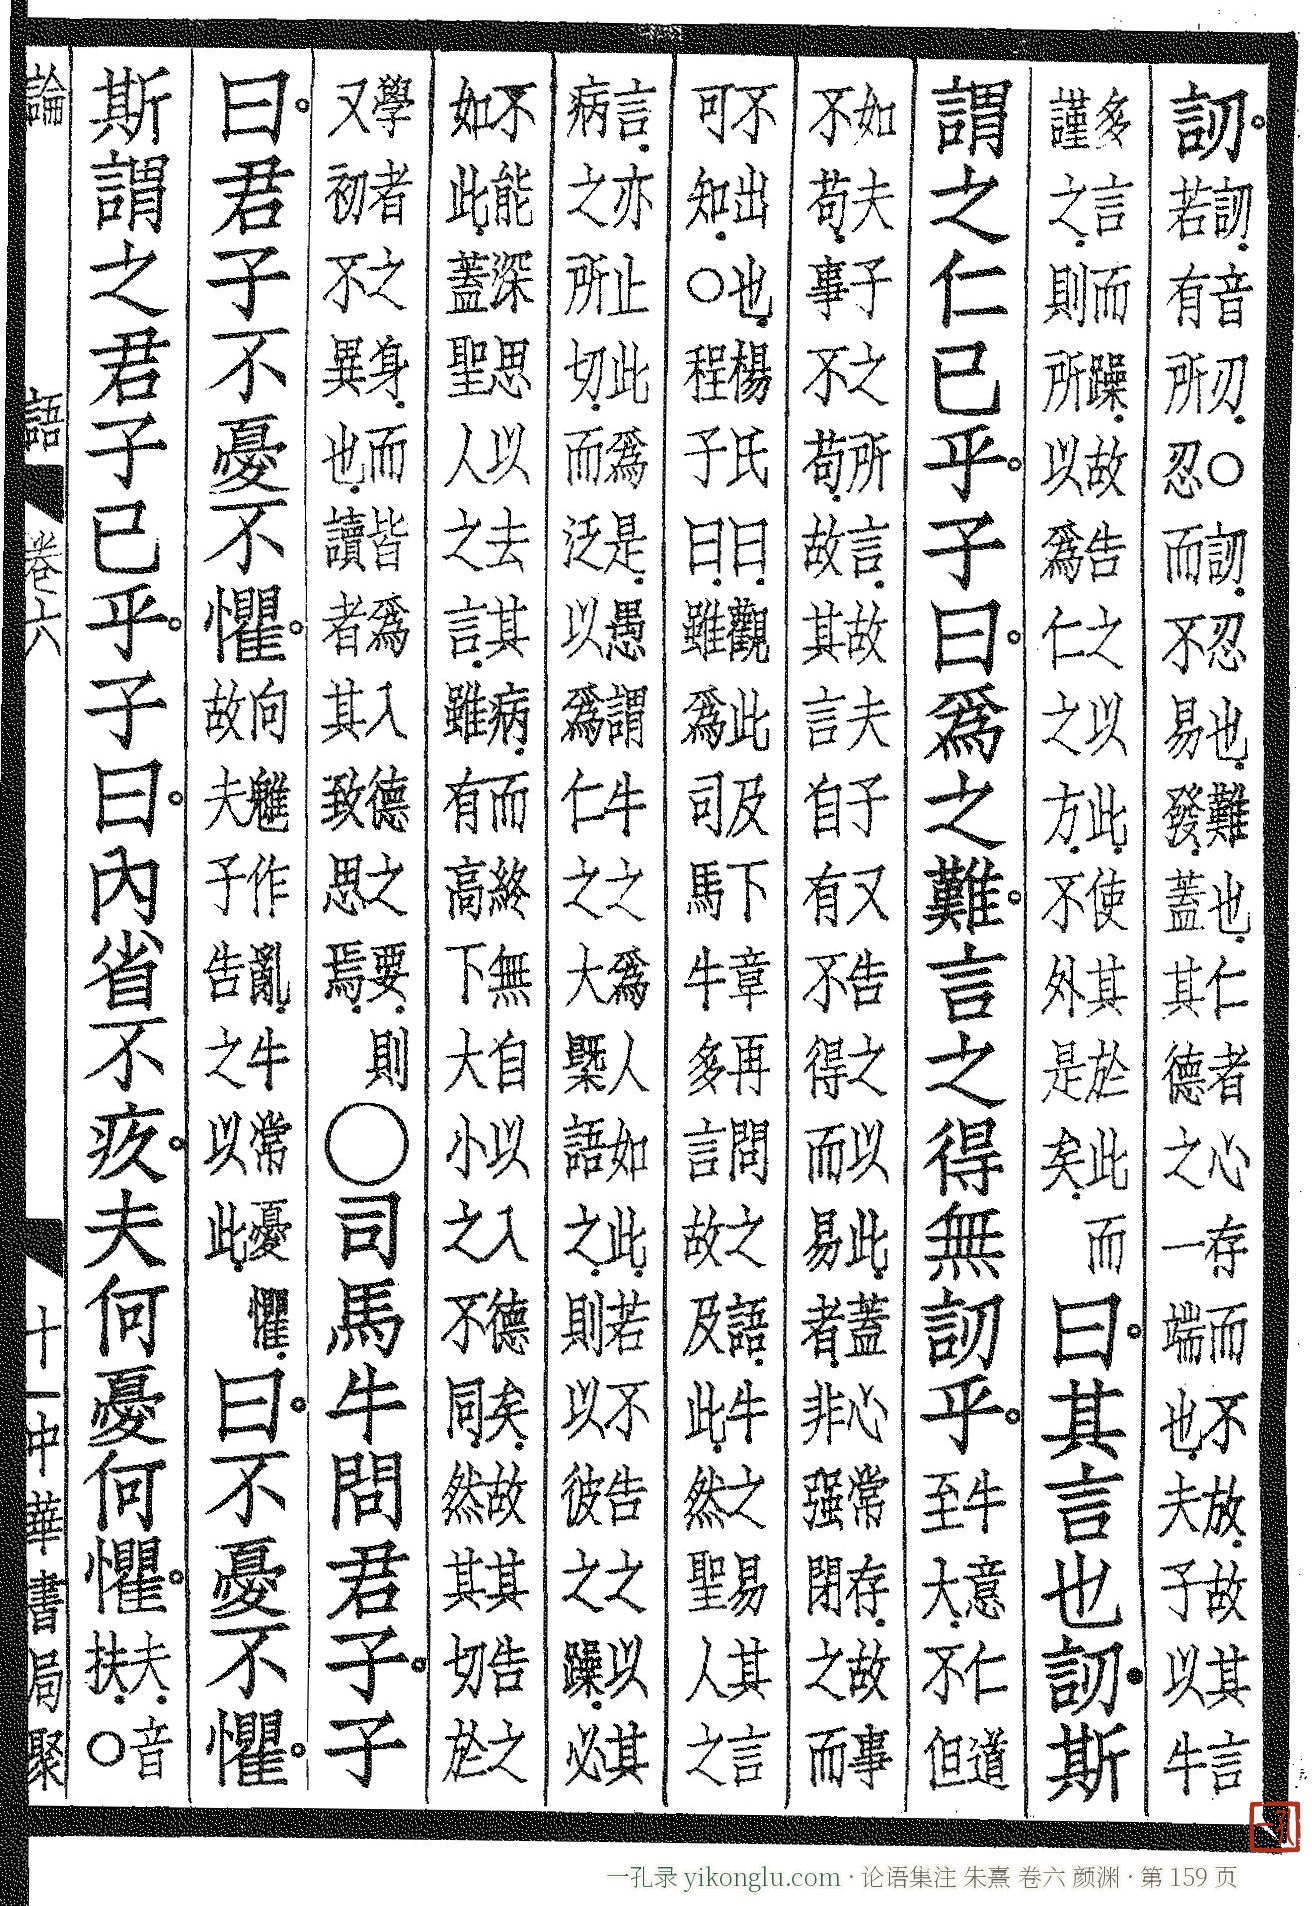 訒。訒。音刃。○訒。忍也。難也。仁者心存而不放。故其言
若有所忍而不易發。蓋其德之一端也。夫子以牛
多言而躁。故告之以此。使其於此而
謹之。則所以爲仁之方。不外是矣。曰。其言也訒。斯
謂之仁已乎。子曰。爲之難。言之得無訒乎。牛意仁道
至大。不但
如夫子之所言。故夫子又告之以此。蓋心常存。故事
不苟。事不苟。故其言自有不得而易者。非强閉之而
不出也。楊氏曰。觀此及下章再問之語。牛之易其言
可知。○程子曰。雖爲司馬牛多言故及此。然聖人之
言。亦止此爲是。愚謂牛之爲人如此。若不告之以其
病之所切。而泛以爲仁之大槩語之。則以彼之躁。必
不能深思以去其病。而終無自以入德矣。故其告之
如此。蓋聖人之言。雖有高下大小之不同。然其切於
學者之身。而皆爲入德之要。則
又初不異也。讀者其致思焉。○司馬牛問君子。子
曰。君子不憂不懼。向魋作亂。牛常憂懼。
故夫子告之以此。曰。不憂不懼。
斯謂之君子已乎。子曰。內省不疚。夫何憂何懼。夫。音
扶。○
論語 卷六 十一 中華書局聚
一孔录 yikonglu.com · 论语集注 朱熹 卷六 颜渊 · 第 159 页